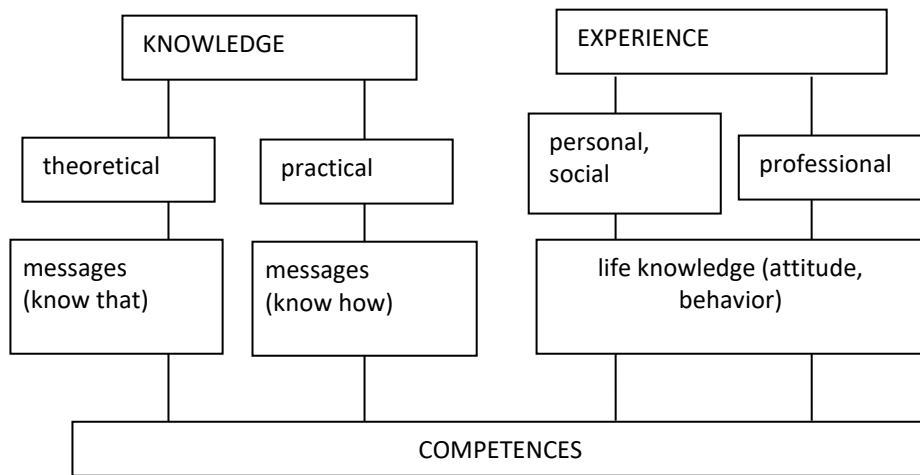 KNOWLEDGE
EXPERIENCE
theoretical
practical
personal,
social
professional
messages
(know that)
messages
(know how)
life knowledge (attitude,
behavior)
COMPETENCES